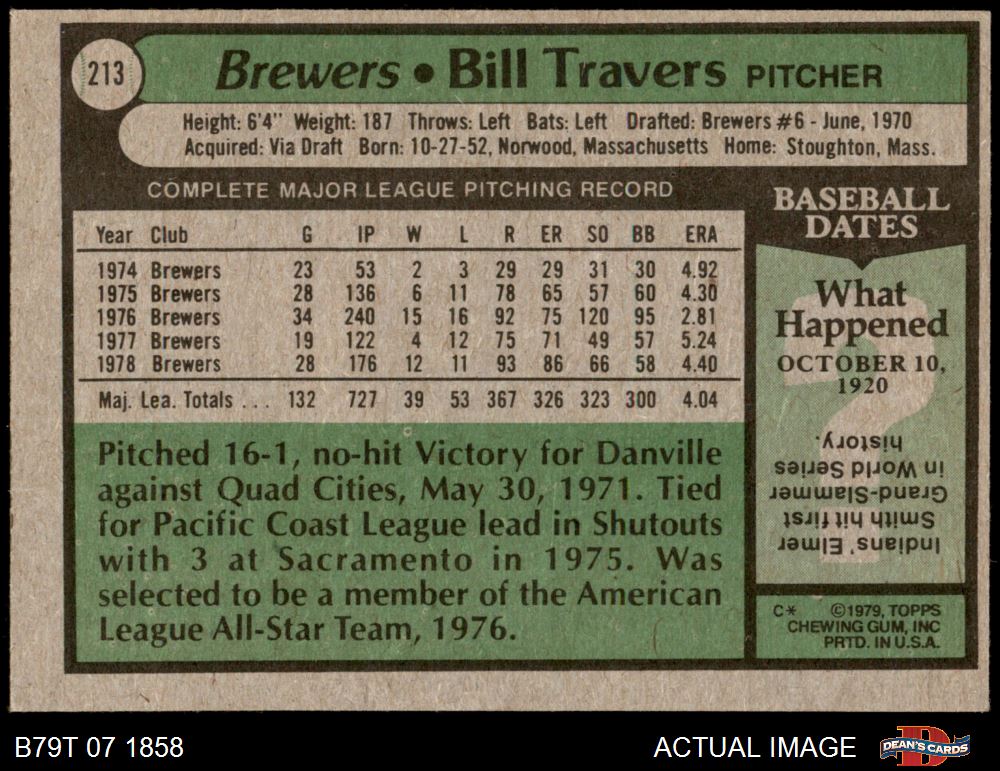 213
Brewers • Bill Travers PITCHER
Height: 6'4" Weight: 187 Throws: Left Bats: Left Drafted: Brewers #6 - June, 1970
Acquired: Via Draft Born: 10-27-52, Norwood, Massachusetts Home: Stoughton, Mass.
COMPLETE MAJOR LEAGUE PITCHING RECORD
Year Club G IP W L R ER SO BB ERA
1974 Brewers 23 53 2 3 29 29 31 30 4.92
1975 Brewers 28 136 6 11 78 65 57 60 4.30
1976 Brewers 34 240 15 16 92 75 120 95 2.81
1977 Brewers 19 122 4 12 75 71 49 57 5.24
1978 Brewers 28 176 12 11 93 86 66 58 4.40
Maj. Lea. Totals ... 132 727 39 53 367 326 323 300 4.04
Pitched 16-1, no-hit Victory for Danville
against Quad Cities, May 30, 1971. Tied
for Pacific Coast League lead in Shutouts
with 3 at Sacramento in 1975. Was
selected to be a member of the American
League All-Star Team, 1976.
BASEBALL
DATES
What
Happened
OCTOBER 10,
1920
?
Indians' Elmer
Smith hit first
Grand-Slammer
in World Series
history.
C* ©1979, TOPPS
CHEWING GUM, INC
PRTD. IN U.S.A.
B79T 07 1858
ACTUAL IMAGE
D
DEAN'S CARDS